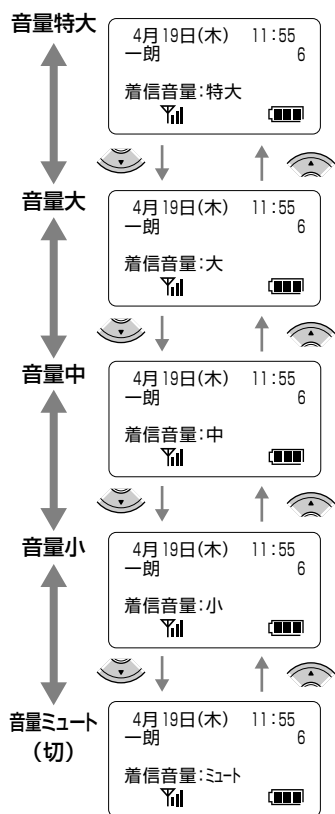 音量特大
4月19日(木) 11:55
一朗 6
着信音量:特大
音量大
4月19日(木) 11:55
一朗 6
着信音量:大
音量中
4月19日(木) 11:55
一朗 6
着信音量:中
音量小
4月19日(木) 11:55
一朗 6
着信音量:小
音量ミュート
(切)
4月19日(木) 11:55
一朗 6
着信音量:ミュート